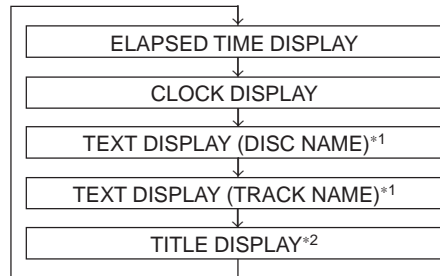 ELAPSED TIME DISPLAY
CLOCK DISPLAY
TEXT DISPLAY (DISC NAME)*1
TEXT DISPLAY (TRACK NAME)*1
TITLE DISPLAY*2